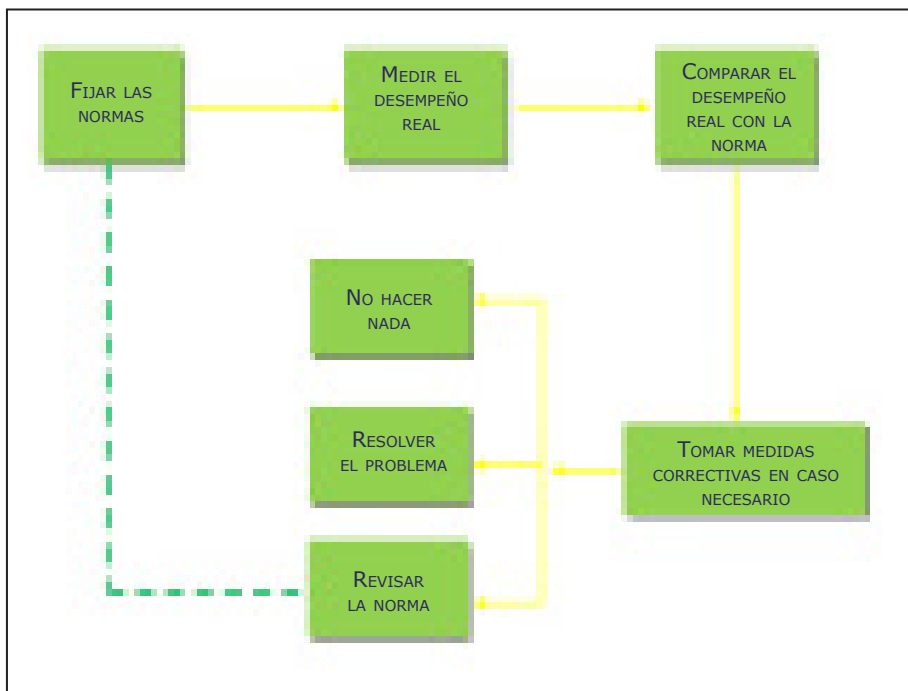 FIJAR LAS
NORMAS
MEDIR EL
DESEMPEÑO
REAL
COMPARAR EL
DESEMPEÑO
REAL CON LA
NORMA
NO HACER
NADA
RESOLVER
EL PROBLEMA
TOMAR MEDIDAS
CORRECTIVAS EN CASO
NECESARIO
REVISAR
LA NORMA